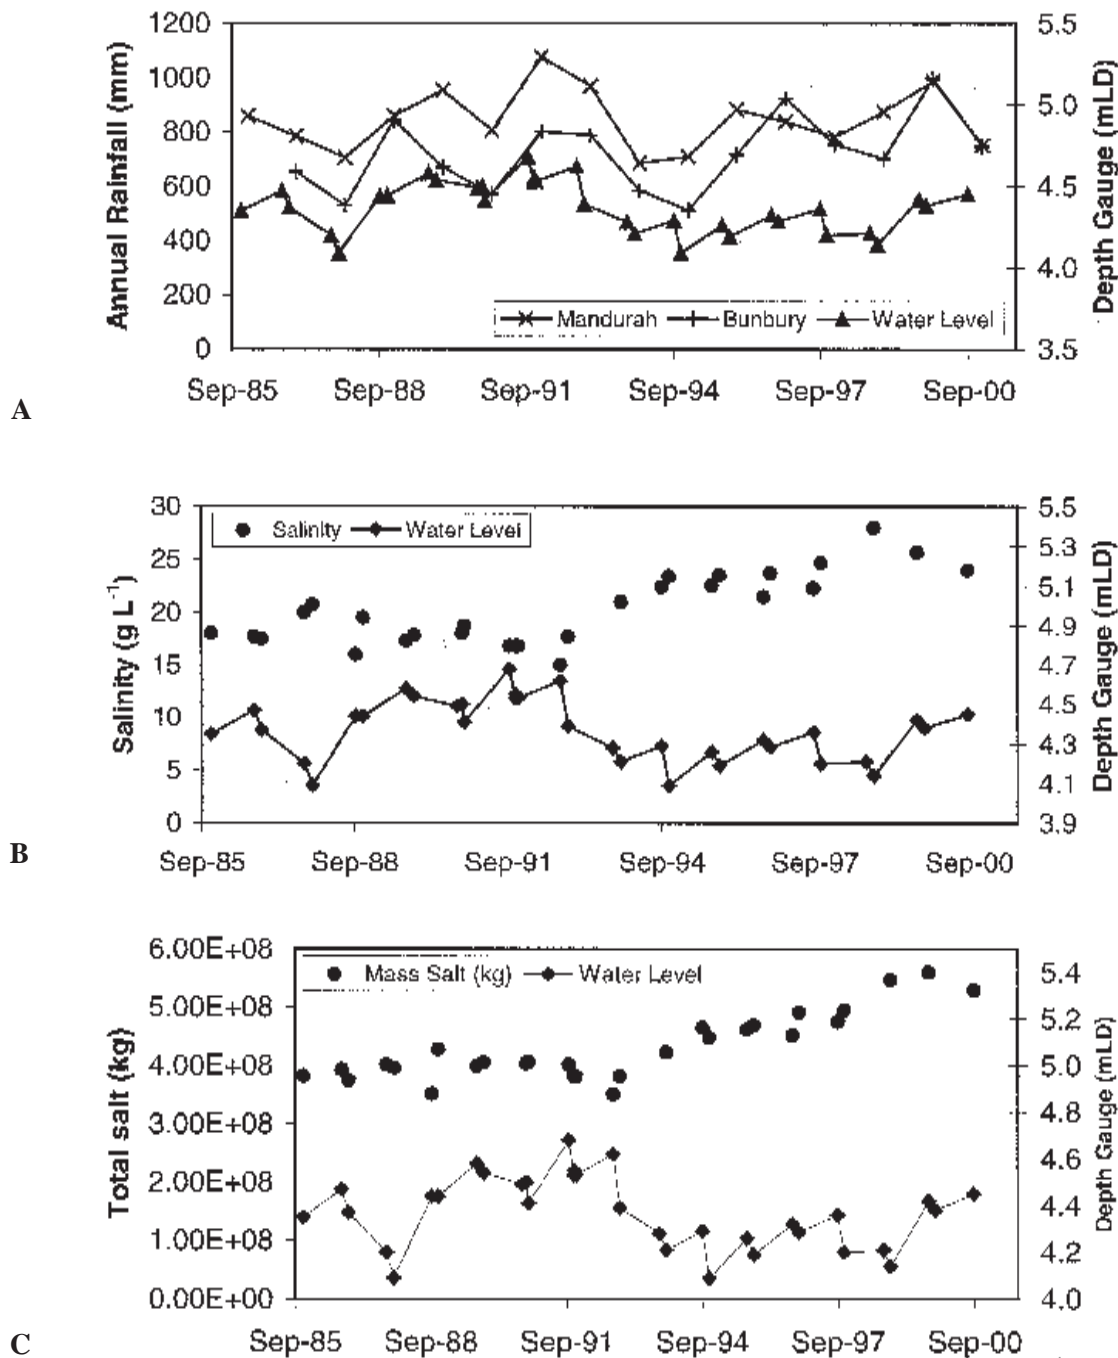 1200
1000
800
600
400
200
0
Annual Rainfall (mm)
5.5
5.0
4.5
4.0
3.5
Depth Gauge (mLD)
Mandurah Bunbury Water Level
Sep-85 Sep-88 Sep-91 Sep-94 Sep-97 Sep-00
A
30
25
20
15
10
5
0
Salinity (g L⁻¹)
Salinity Water Level
5.5
5.3
5.1
4.9
4.7
4.5
4.3
4.1
3.9
Depth Gauge (mLD)
Sep-85 Sep-88 Sep-91 Sep-94 Sep-97 Sep-00
B
6.00E+08
5.00E+08
4.00E+08
3.00E+08
2.00E+08
1.00E+08
0.00E+00
Total salt (kg)
Mass Salt (kg) Water Level
5.4
5.2
5.0
4.8
4.6
4.4
4.2
4.0
Depth Gauge (mLD)
Sep-85 Sep-88 Sep-91 Sep-94 Sep-97 Sep-00
C